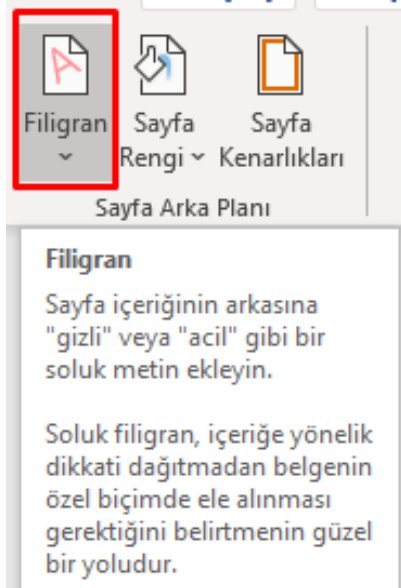 Filigran Sayfa Sayfa
Rengi Kenarlıkları
Sayfa Arka Planı
Filigran
Sayfa içeriğinin arkasına
"gizli" veya "acil" gibi bir
soluk metin ekleyin.
Soluk filigran, içeriğe yönelik
dikkati dağıtmadan belgenin
özel biçimde ele alınması
gerektiğini belirtmenin güzel
bir yoludur.